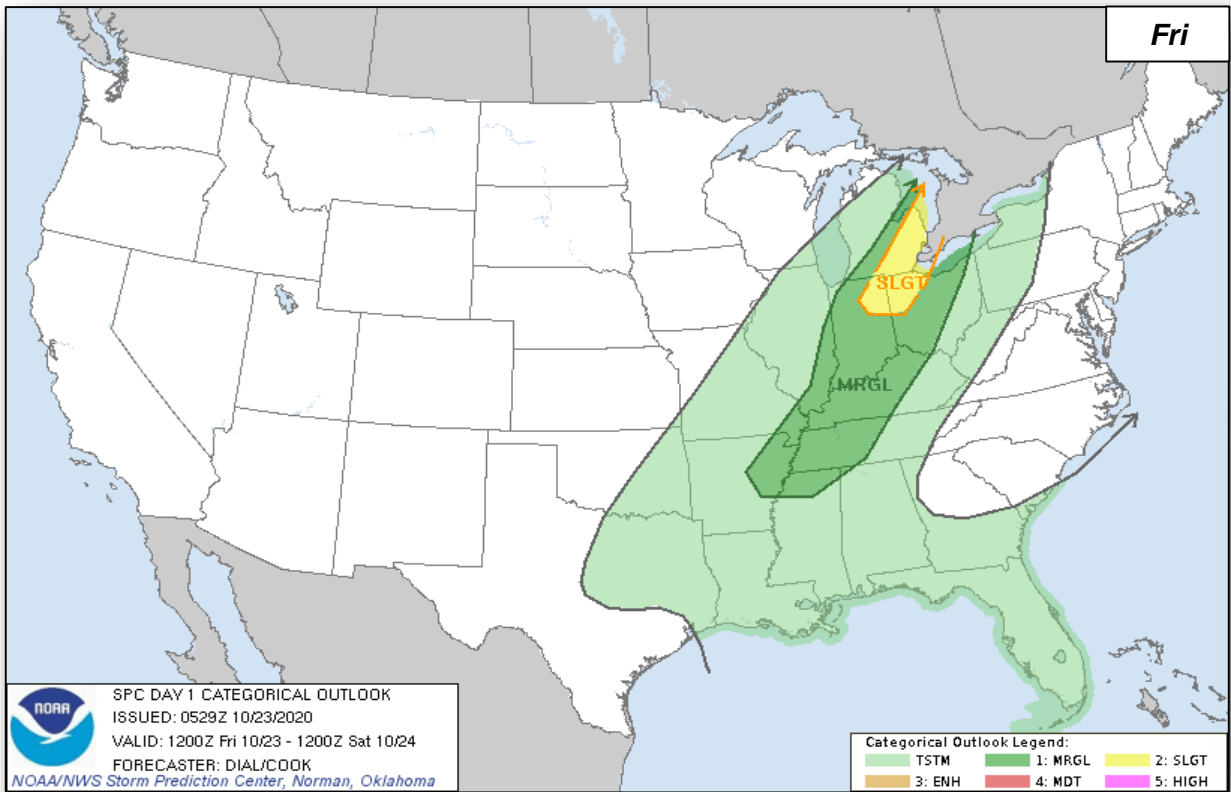 Fri
SLGT
MRGL
NOAA
SPC DAY 1 CATEGORICAL OUTLOOK
ISSUED: 0529Z 10/23/2020
VALID: 1200Z Fri 10/23 - 1200Z Sat 10/24
FORECASTER: DIAL/COOK
NOAA/NWS Storm Prediction Center, Norman, Oklahoma
Categorical Outlook Legend:
TSTM 1: MRGL 2: SLGT
3: ENH 4: MDT 5: HIGH